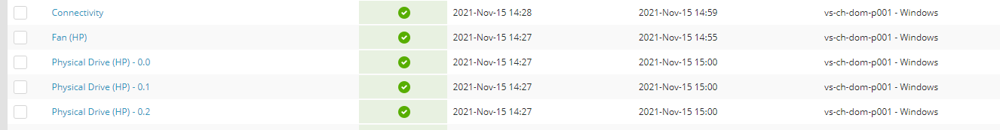 Connectivity 2021-Nov-15 14:28 2021-Nov-15 14:59 vs-ch-dom-p001 - Windows
Fan (HP) 2021-Nov-15 14:27 2021-Nov-15 14:55 vs-ch-dom-p001 - Windows
Physical Drive (HP) - 0.0 2021-Nov-15 14:27 2021-Nov-15 15:00 vs-ch-dom-p001 - Windows
Physical Drive (HP) - 0.1 2021-Nov-15 14:27 2021-Nov-15 15:00 vs-ch-dom-p001 - Windows
Physical Drive (HP) - 0.2 2021-Nov-15 14:27 2021-Nov-15 15:00 vs-ch-dom-p001 - Windows